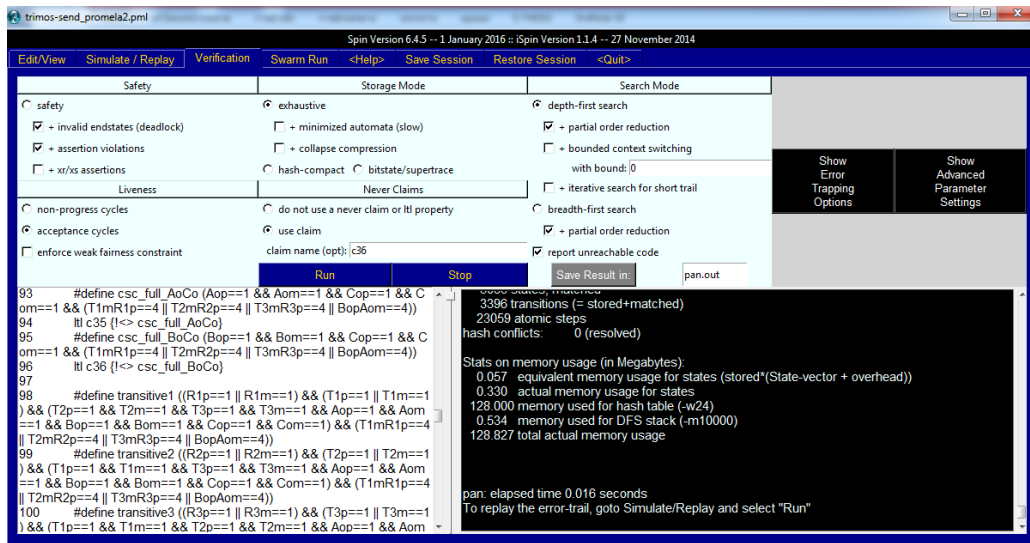 trimos-send_promela2.pml
Spin Version 6.4.5 -- 1 January 2016 :: iSpin Version 1.1.4 -- 27 November 2014
Edit/View Simulate / Replay Verification Swarm Run <Help> Save Session Restore Session <Quit>
Safety
safety
+ invalid endstates (deadlock)
+ assertion violations
+ xr/xs assertions
Liveness
non-progress cycles
acceptance cycles
enforce weak fairness constraint
Storage Mode
exhaustive
+ minimized automata (slow)
+ collapse compression
hash-compact bitstate/supertrace
Never Claims
do not use a never claim or ltl property
use claim
claim name (opt): c36
Search Mode
depth-first search
+ partial order reduction
+ bounded context switching
with bound: 0
+ iterative search for short trail
breadth-first search
+ partial order reduction
report unreachable code
Run Stop Save Result in: pan.out
Show
Error
Trapping
Options
Show
Advanced
Parameter
Settings
93 #define csc_full_AoCo (Aop==1 && Aom==1 && Cop==1 && C
om==1 && (T1mR1p==4 || T2mR2p==4 || T3mR3p==4 || BopAom==4))
94 ltl c35 {!<> csc_full_AoCo}
95 #define csc_full_BoCo (Bop==1 && Bom==1 && Cop==1 && C
om==1 && (T1mR1p==4 || T2mR2p==4 || T3mR3p==4 || BopAom==4))
96 ltl c36 {!<> csc_full_BoCo}
97
98 #define transitive1 ((R1p==1 || R1m==1) && (T1p==1 || T1m==1
) && (T2p==1 && T2m==1 && T3p==1 && T3m==1 && Aop==1 && Aom
==1 && Bop==1 && Bom==1 && Cop==1 && Com==1) && (T1mR1p==4
|| T2mR2p==4 || T3mR3p==4 || BopAom==4))
99 #define transitive2 ((R2p==1 || R2m==1) && (T2p==1 || T2m==1
) && (T1p==1 && T1m==1 && T3p==1 && T3m==1 && Aop==1 && Aom
==1 && Bop==1 && Bom==1 && Cop==1 && Com==1) && (T1mR1p==4
|| T2mR2p==4 || T3mR3p==4 || BopAom==4))
100 #define transitive3 ((R3p==1 || R3m==1) && (T3p==1 || T3m==1
) && (T1p==1 && T1m==1 && T2p==1 && T2m==1 && Aop==1 && Aom
states, matched
3396 transitions (= stored+matched)
23059 atomic steps
hash conflicts: 0 (resolved)
Stats on memory usage (in Megabytes):
0.057 equivalent memory usage for states (stored*(State-vector + overhead))
0.330 actual memory usage for states
128.000 memory used for hash table (-w24)
0.534 memory used for DFS stack (-m10000)
128.827 total actual memory usage
pan: elapsed time 0.016 seconds
To replay the error-trail, goto Simulate/Replay and select "Run"